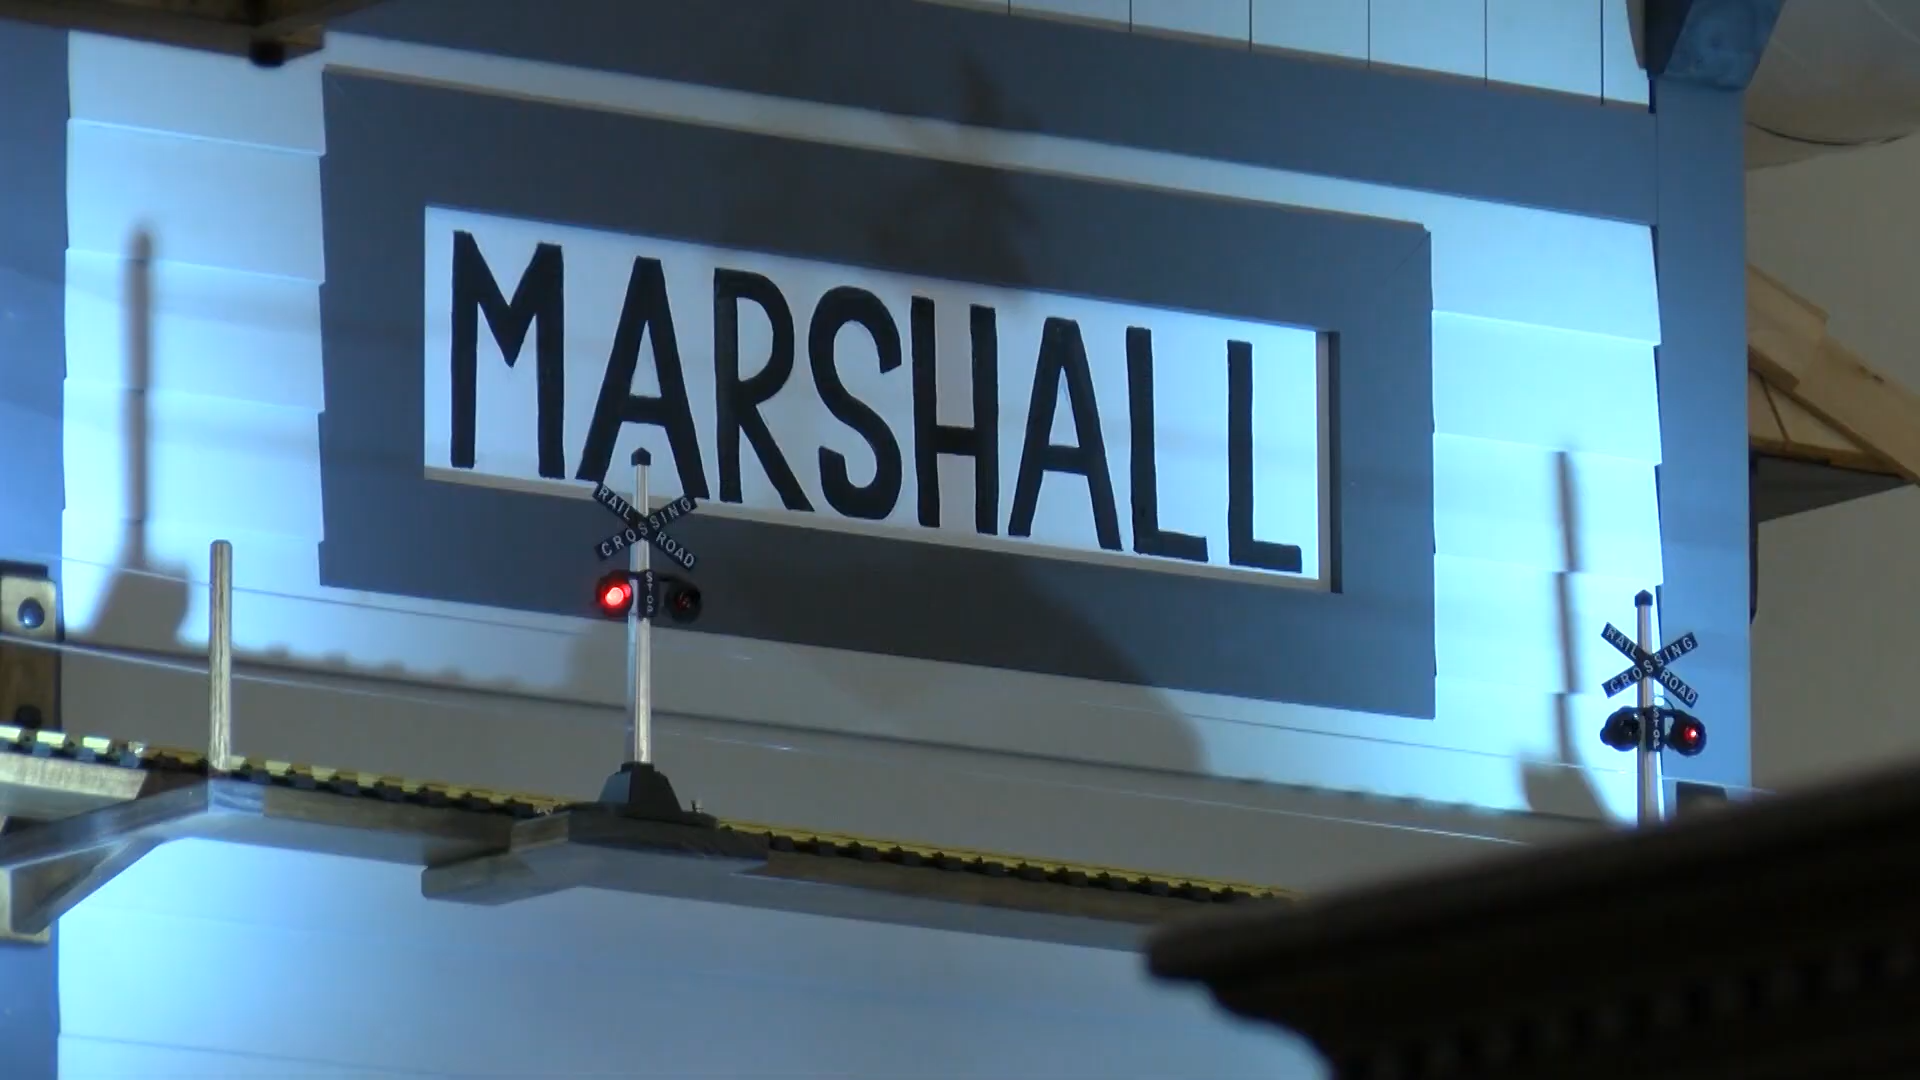 MARSHALL
RAIL
CROSSING
ROAD
STOP
RAIL
CROSSING
ROAD
STOP